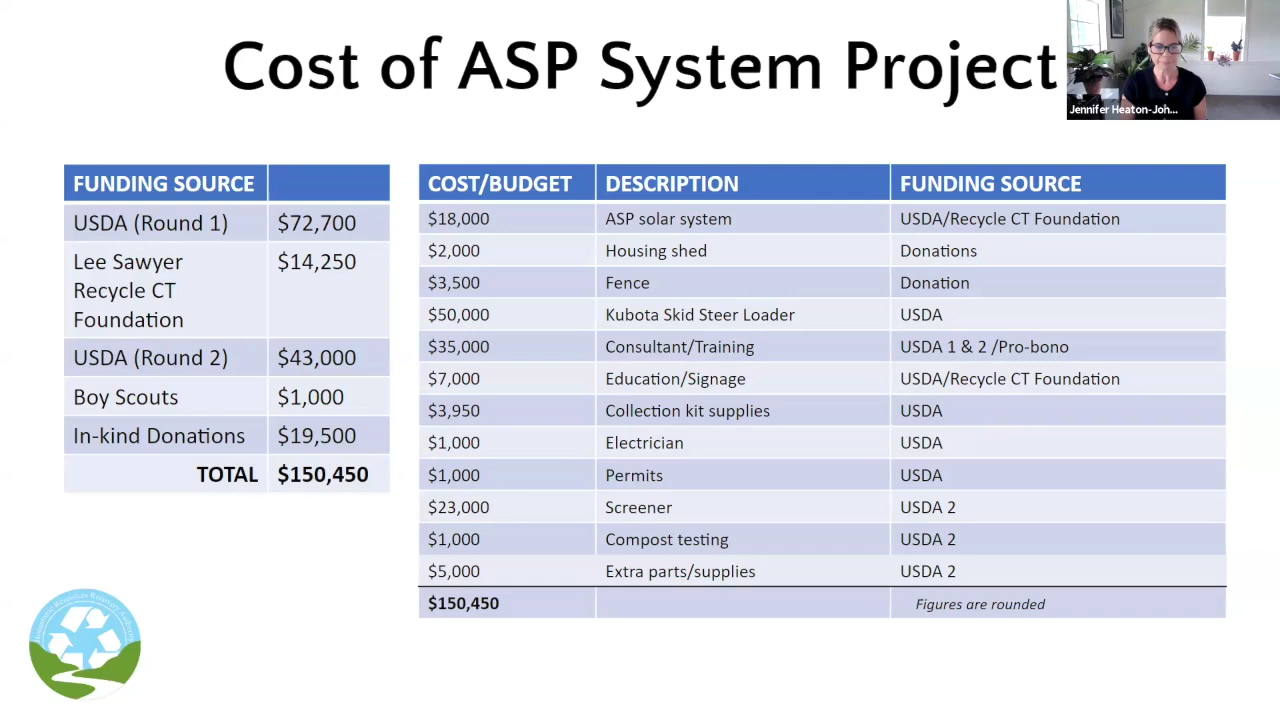 Cost of ASP System Project
Jennifer Heaton-Joh...
FUNDING SOURCE
USDA (Round 1) $72,700
Lee Sawyer $14,250
Recycle CT
Foundation
USDA (Round 2) $43,000
Boy Scouts $1,000
In-kind Donations $19,500
TOTAL $150,450
COST/BUDGET DESCRIPTION FUNDING SOURCE
$18,000 ASP solar system USDA/Recycle CT Foundation
$2,000 Housing shed Donations
$3,500 Fence Donation
$50,000 Kubota Skid Steer Loader USDA
$35,000 Consultant/Training USDA 1 & 2 /Pro-bono
$7,000 Education/Signage USDA/Recycle CT Foundation
$3,950 Collection kit supplies USDA
$1,000 Electrician USDA
$1,000 Permits USDA
$23,000 Screener USDA 2
$1,000 Compost testing USDA 2
$5,000 Extra parts/supplies USDA 2
$150,450 Figures are rounded
Housatonic Resources Recovery Authority